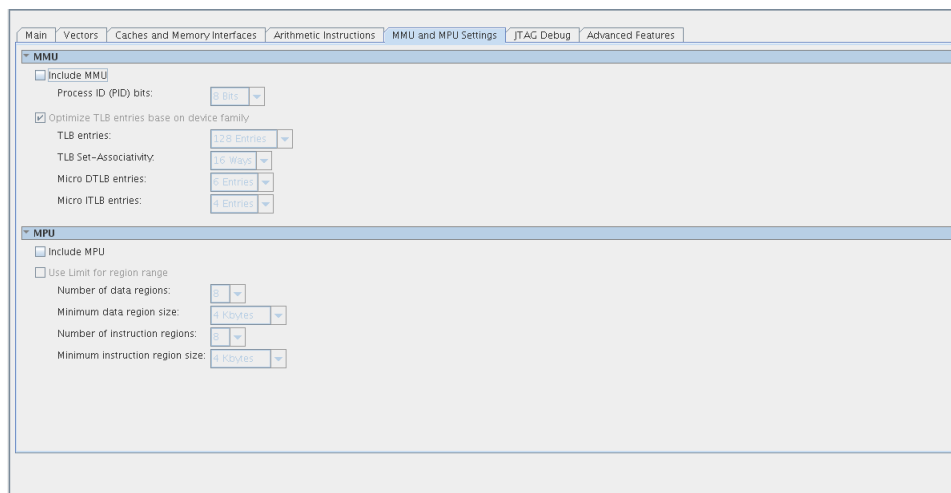 Main Vectors Caches and Memory Interfaces Arithmetic Instructions MMU and MPU Settings JTAG Debug Advanced Features
MMU
Include MMU
Process ID (PID) bits: 8 Bits
Optimize TLB entries base on device family
TLB entries: 128 Entries
TLB Set-Associativity: 16 Ways
Micro DTLB entries: 6 Entries
Micro ITLB entries: 4 Entries
MPU
Include MPU
Use Limit for region range
Number of data regions: 8
Minimum data region size: 4 Kbytes
Number of instruction regions: 8
Minimum instruction region size: 4 Kbytes